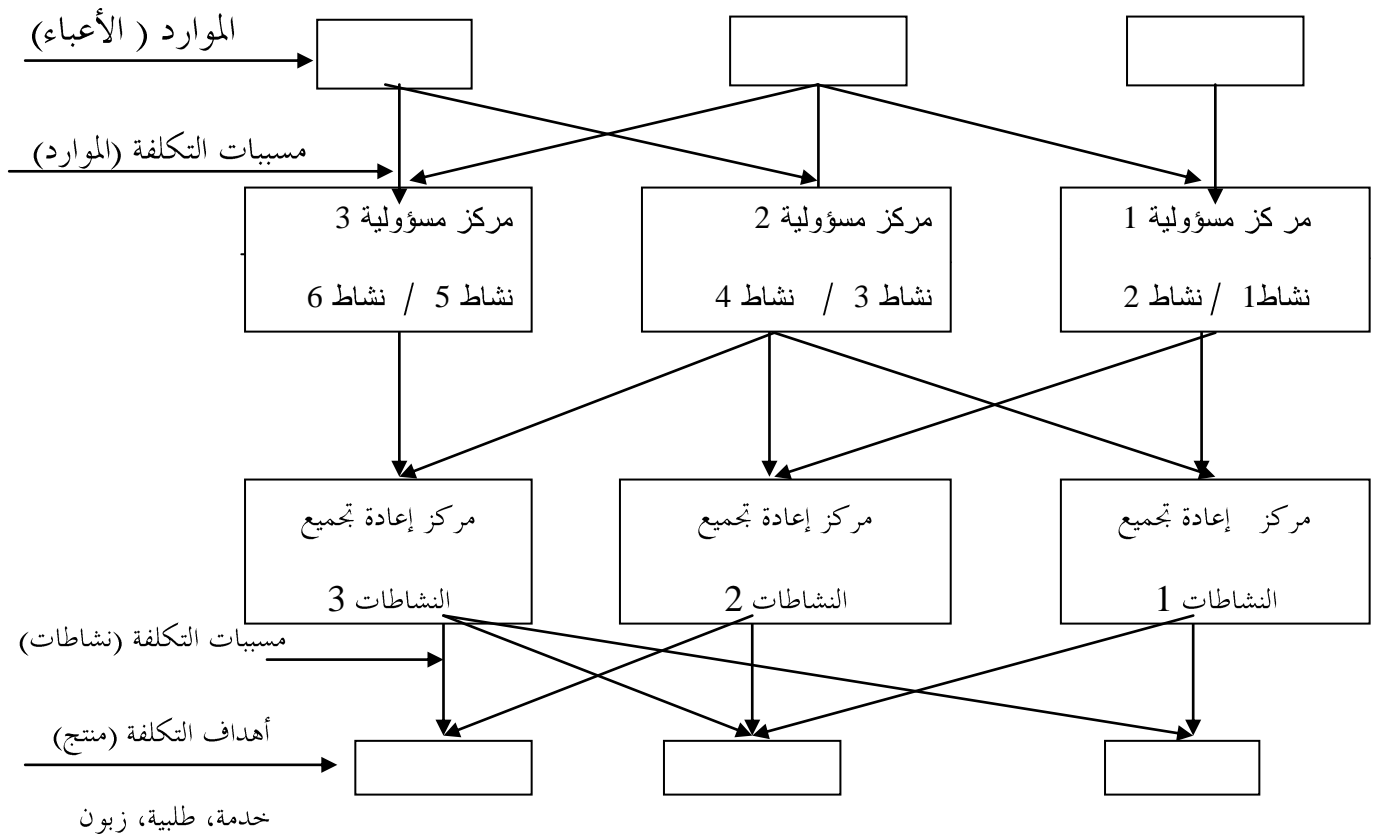 الموارد ( الأعباء)
مسببات التكلفة (الموارد)
مر كز مسؤولية 1
نشاط1 / نشاط 2
مركز مسؤولية 2
نشاط 3 / نشاط 4
مركز مسؤولية 3
نشاط 5 / نشاط 6
مركز إعادة تجميع
النشاطات 1
مركز إعادة تجميع
النشاطات 2
مركز إعادة تجميع
النشاطات 3
مسببات التكلفة (نشاطات)
أهداف التكلفة (منتج)
خدمة، طلبية، زبون